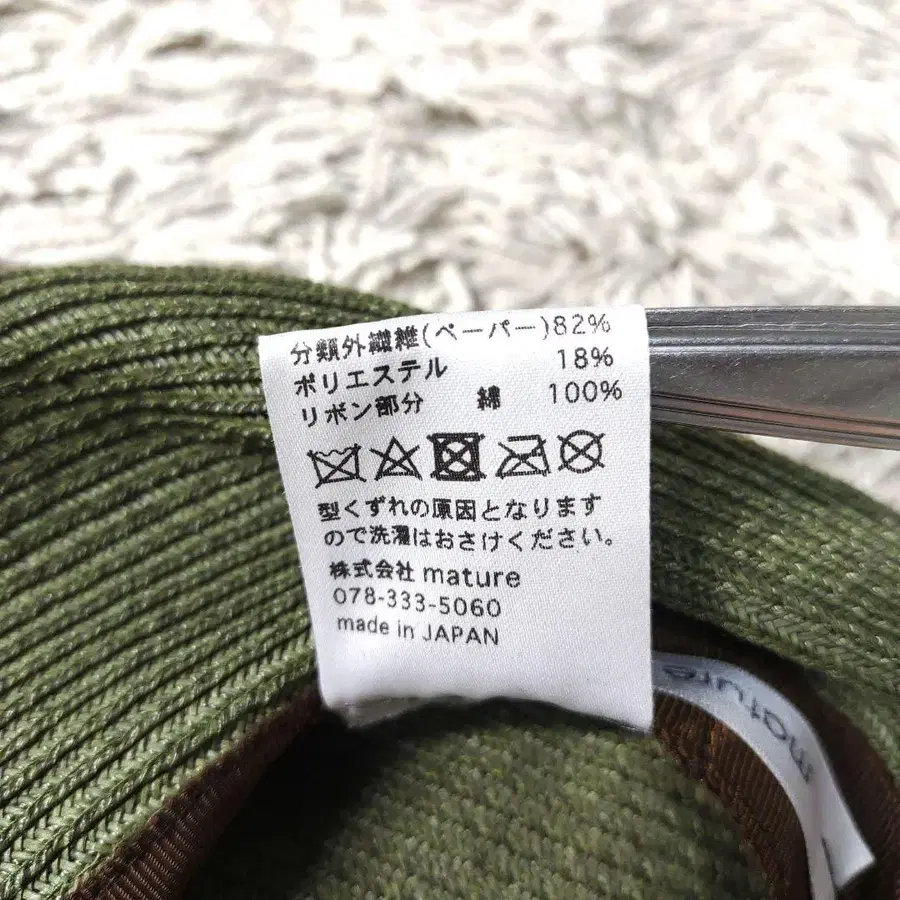 分類外繊維(ペーパー)82%
ポリエステル 18%
リボン部分 綿 100%
型くずれの原因となります
ので洗濯はおさけください。
株式会社 mature
078-333-5060
made in JAPAN
mature